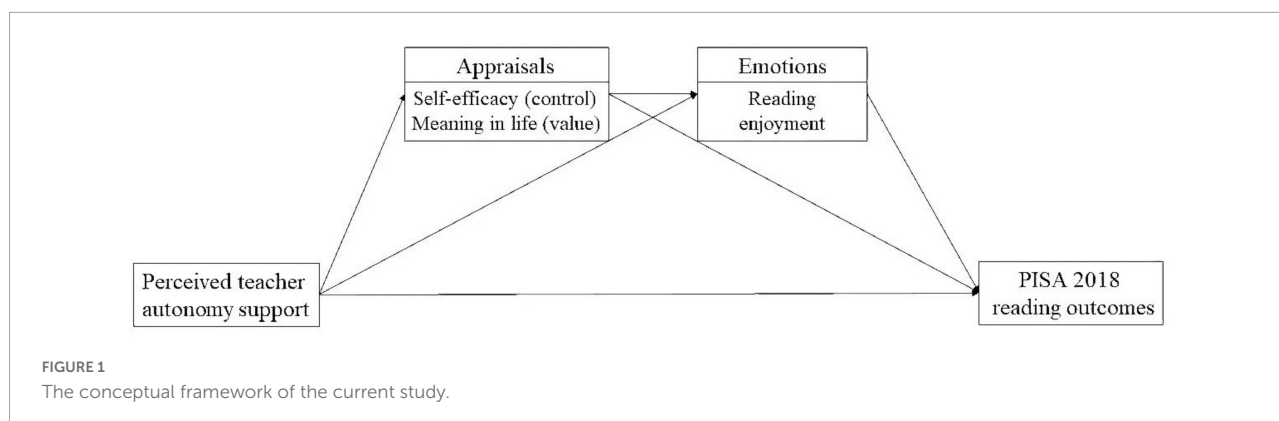 Appraisals
Self-efficacy (control)
Meaning in life (value)
Emotions
Reading
enjoyment
Perceived teacher
autonomy support
PISA 2018
reading outcomes
FIGURE 1
The conceptual framework of the current study.